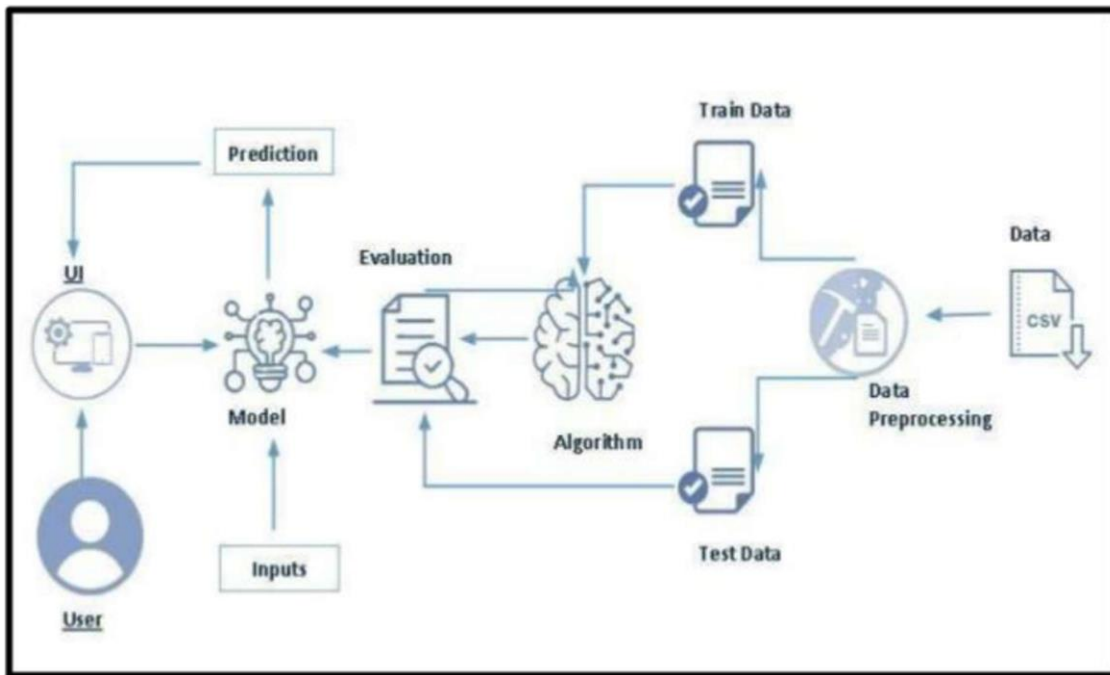 Train Data
Prediction
Data
Evaluation
UI
CSV
Data
Preprocessing
Model
Algorithm
Test Data
Inputs
User